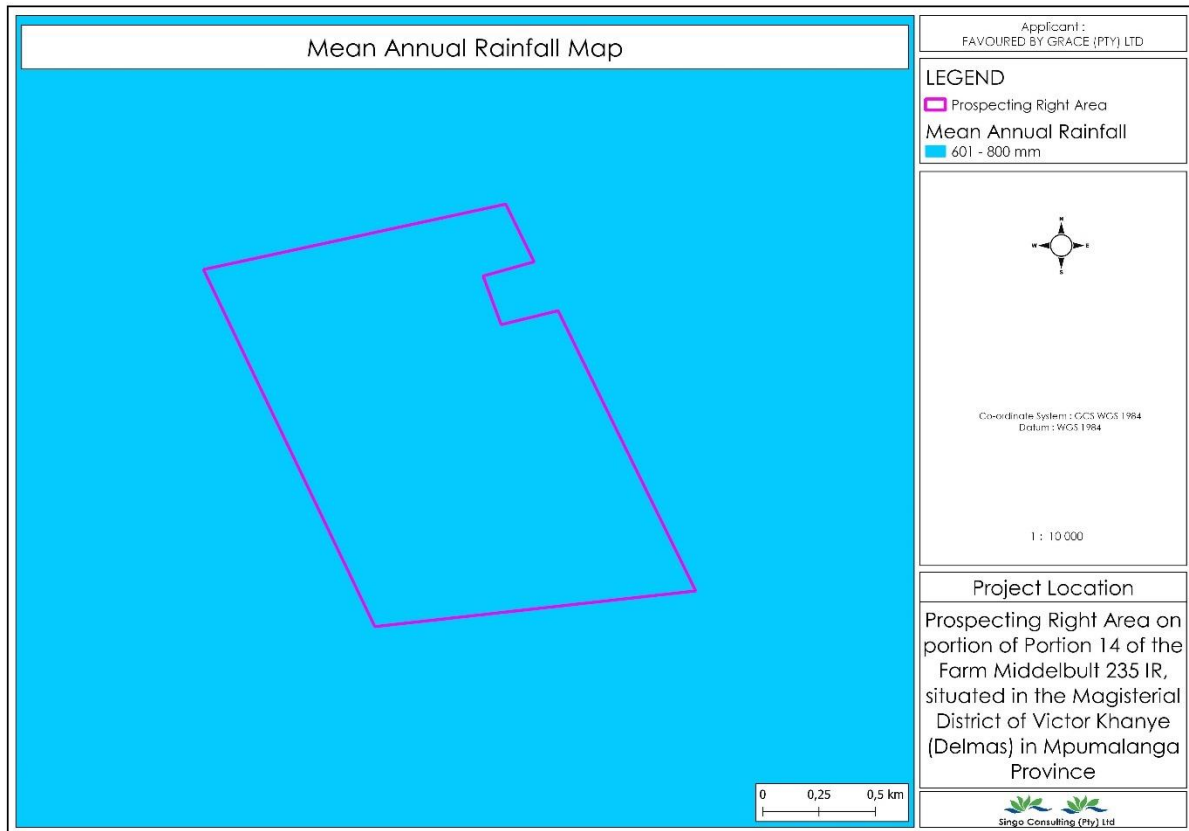 Mean Annual Rainfall Map
Applicant :
FAVOURED BY GRACE (PTY) LTD
LEGEND
Prospecting Right Area
Mean Annual Rainfall
601 - 800 mm
N
W E
S
Co-ordinate System : GCS WGS 1984
Datum : WGS 1984
1 : 10 000
Project Location
Prospecting Right Area on
portion of Portion 14 of the
Farm Middelbult 235 IR,
situated in the Magisterial
District of Victor Khanye
(Delmas) in Mpumalanga
Province
0 0,25 0,5 km
Singo Consulting (Pty) Ltd